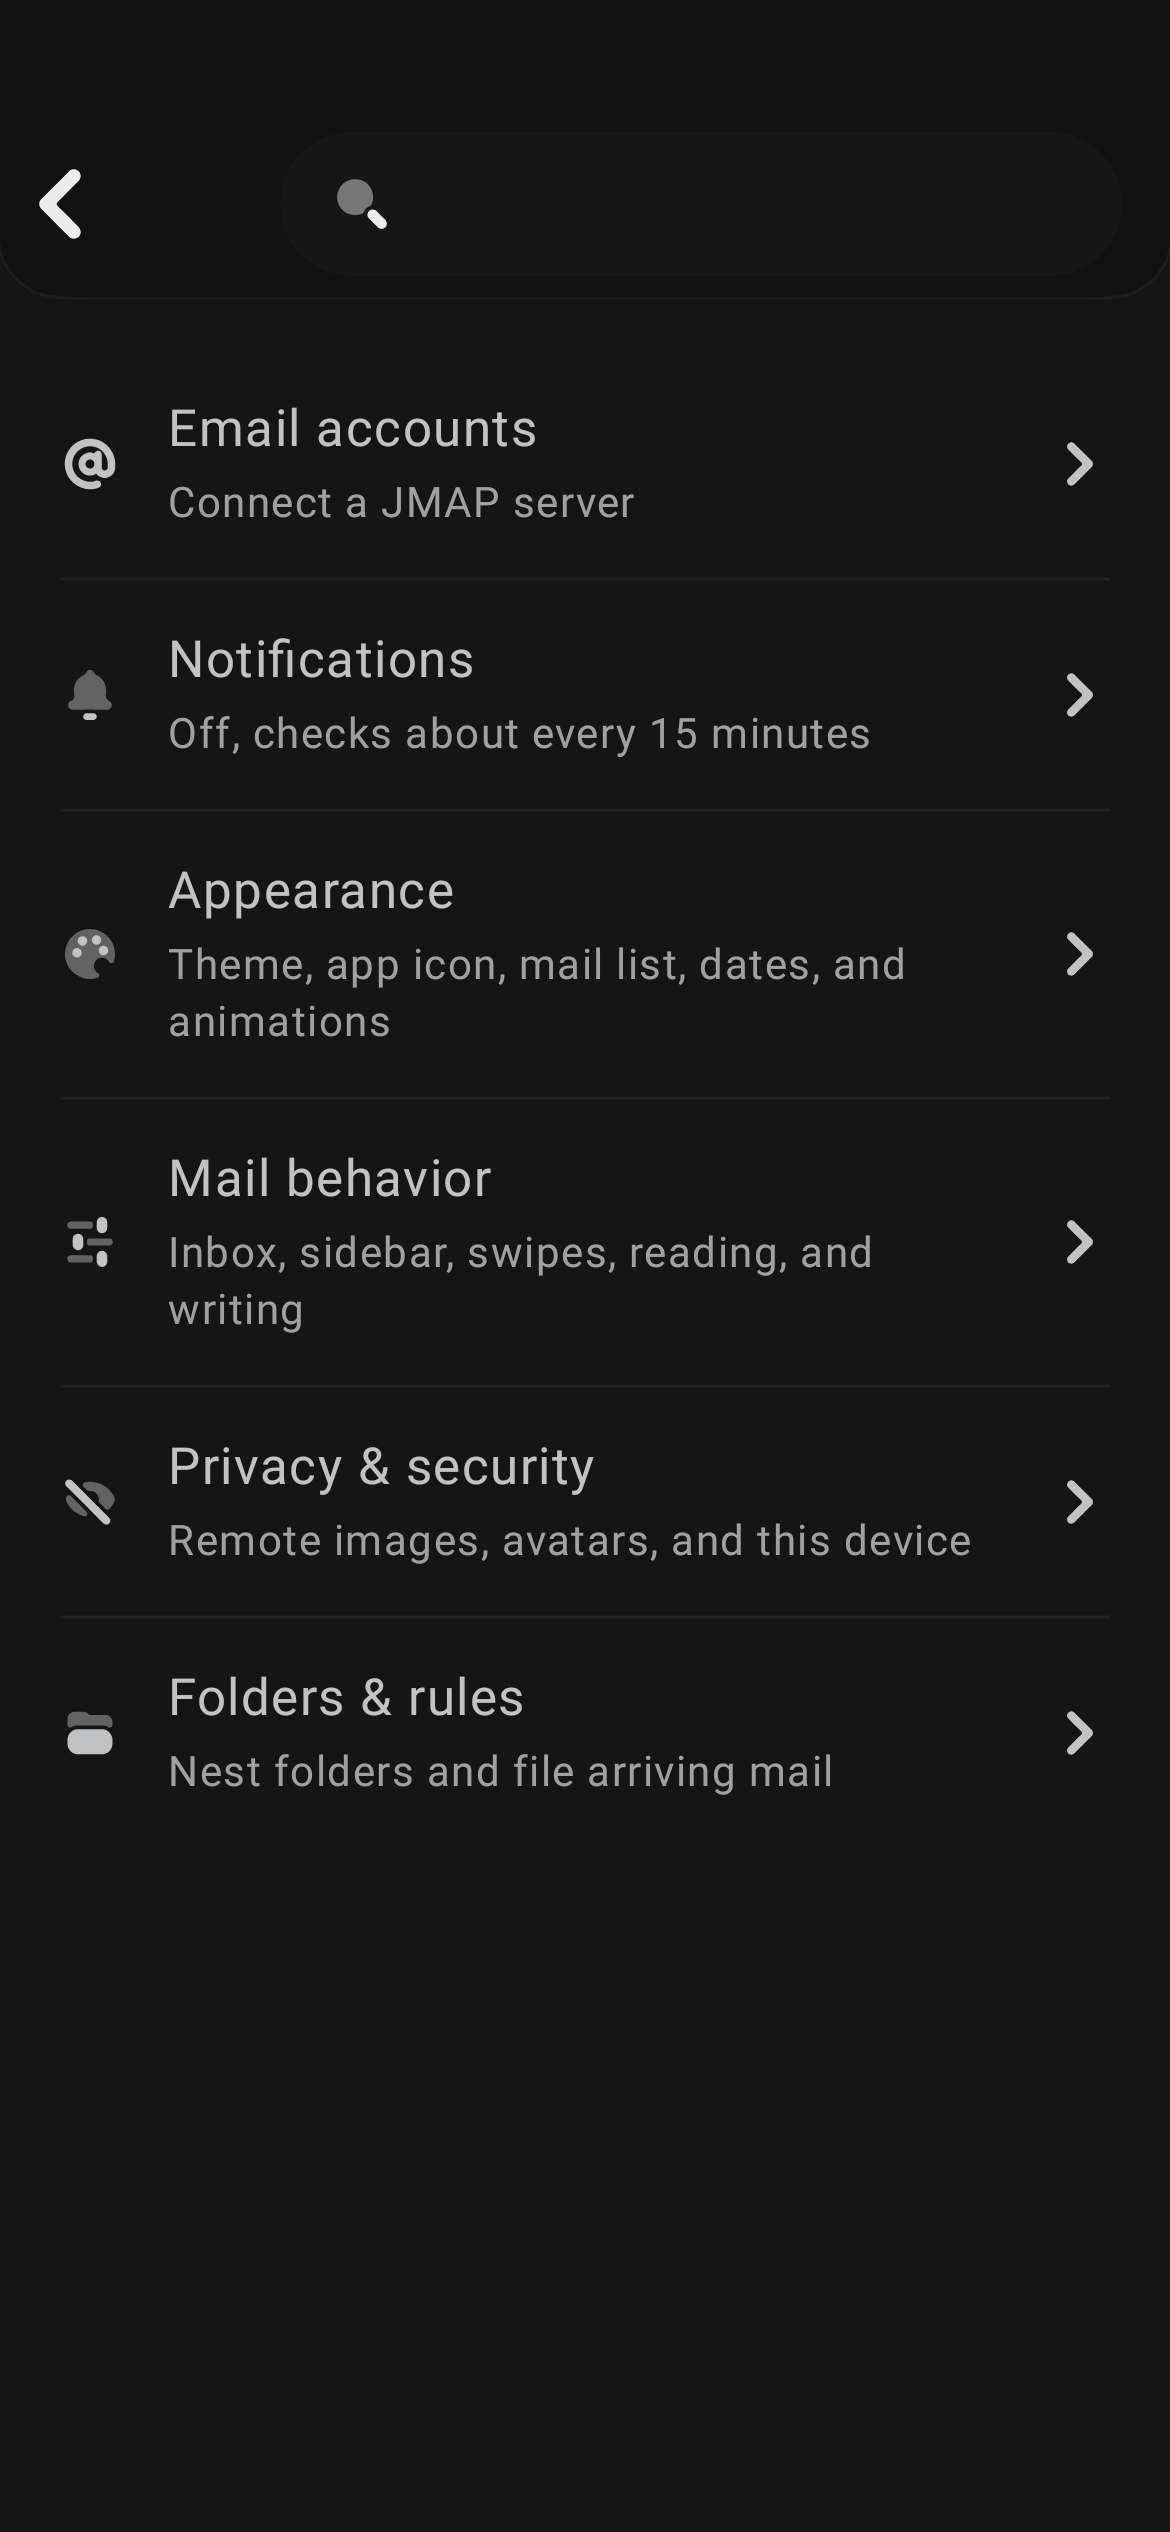 Email accounts
Connect a JMAP server
Notifications
Off, checks about every 15 minutes
Appearance
Theme, app icon, mail list, dates, and
animations
Mail behavior
Inbox, sidebar, swipes, reading, and
writing
Privacy & security
Remote images, avatars, and this device
Folders & rules
Nest folders and file arriving mail